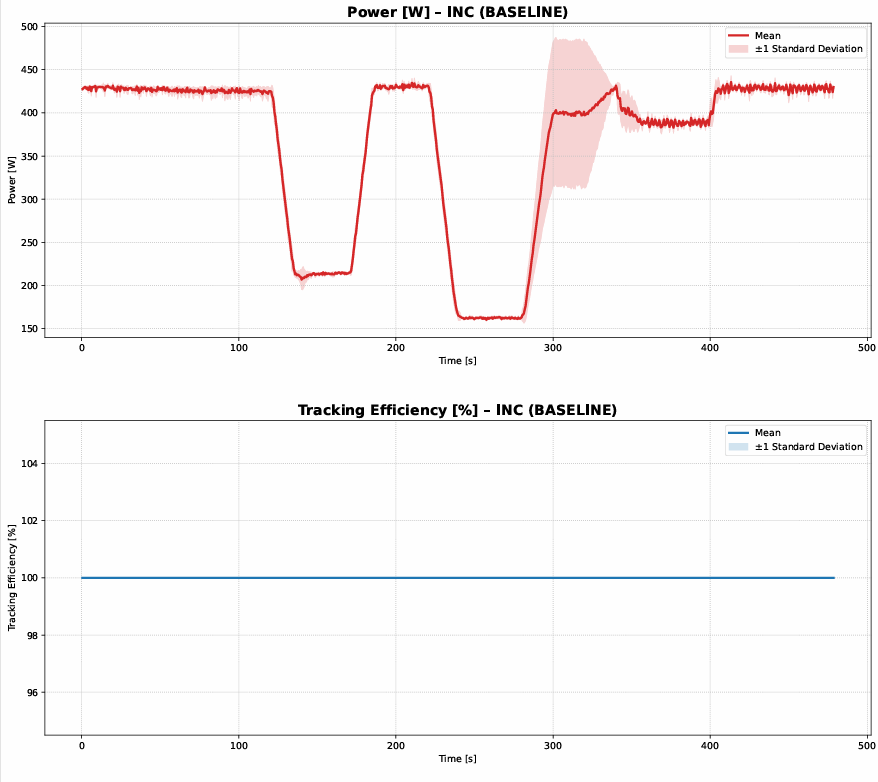 Power [W] – INC (BASELINE)
Mean
±1 Standard Deviation
Power [W]
500
450
400
350
300
250
200
150
0 100 200 300 400 500
Time [s]
Tracking Efficiency [%] – INC (BASELINE)
Mean
±1 Standard Deviation
Tracking Efficiency [%]
104
102
100
98
96
0 100 200 300 400 500
Time [s]